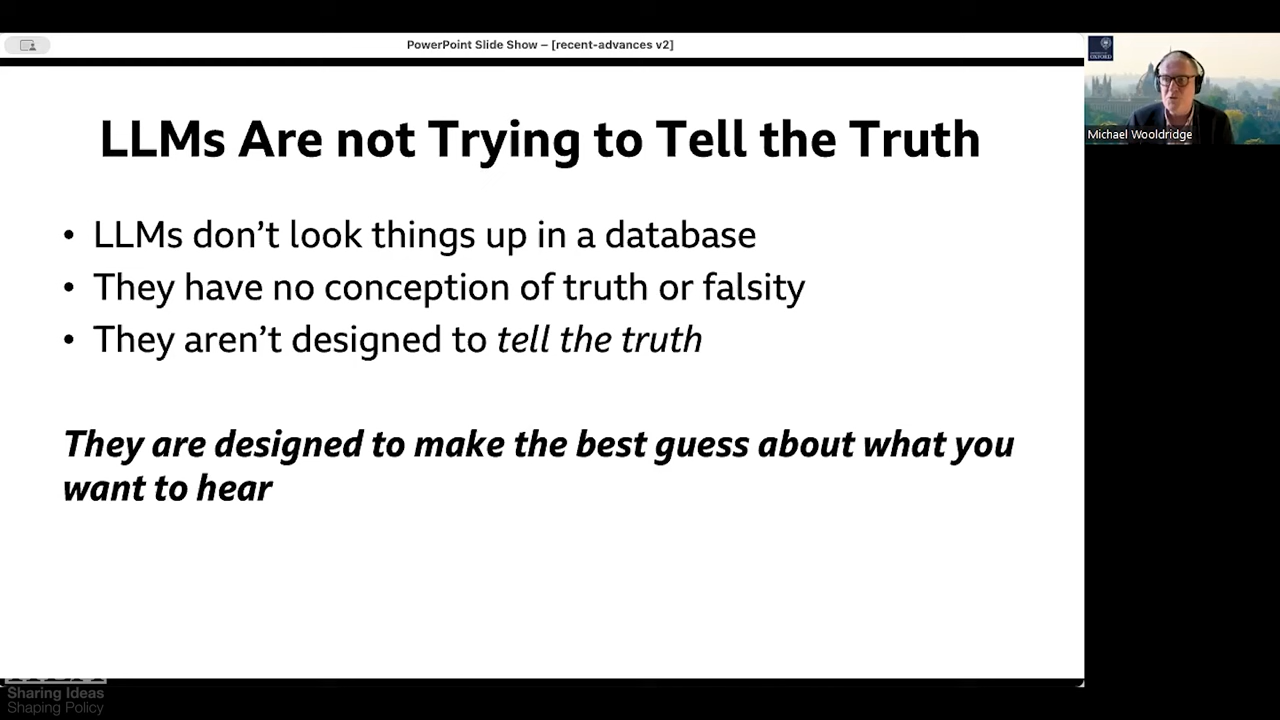 PowerPoint Slide Show – [recent-advances v2]
LLMs Are not Trying to Tell the Truth
• LLMs don’t look things up in a database
• They have no conception of truth or falsity
• They aren’t designed to tell the truth
They are designed to make the best guess about what you
want to hear
OXFORD
Michael Wooldridge
Sharing Ideas
Shaping Policy